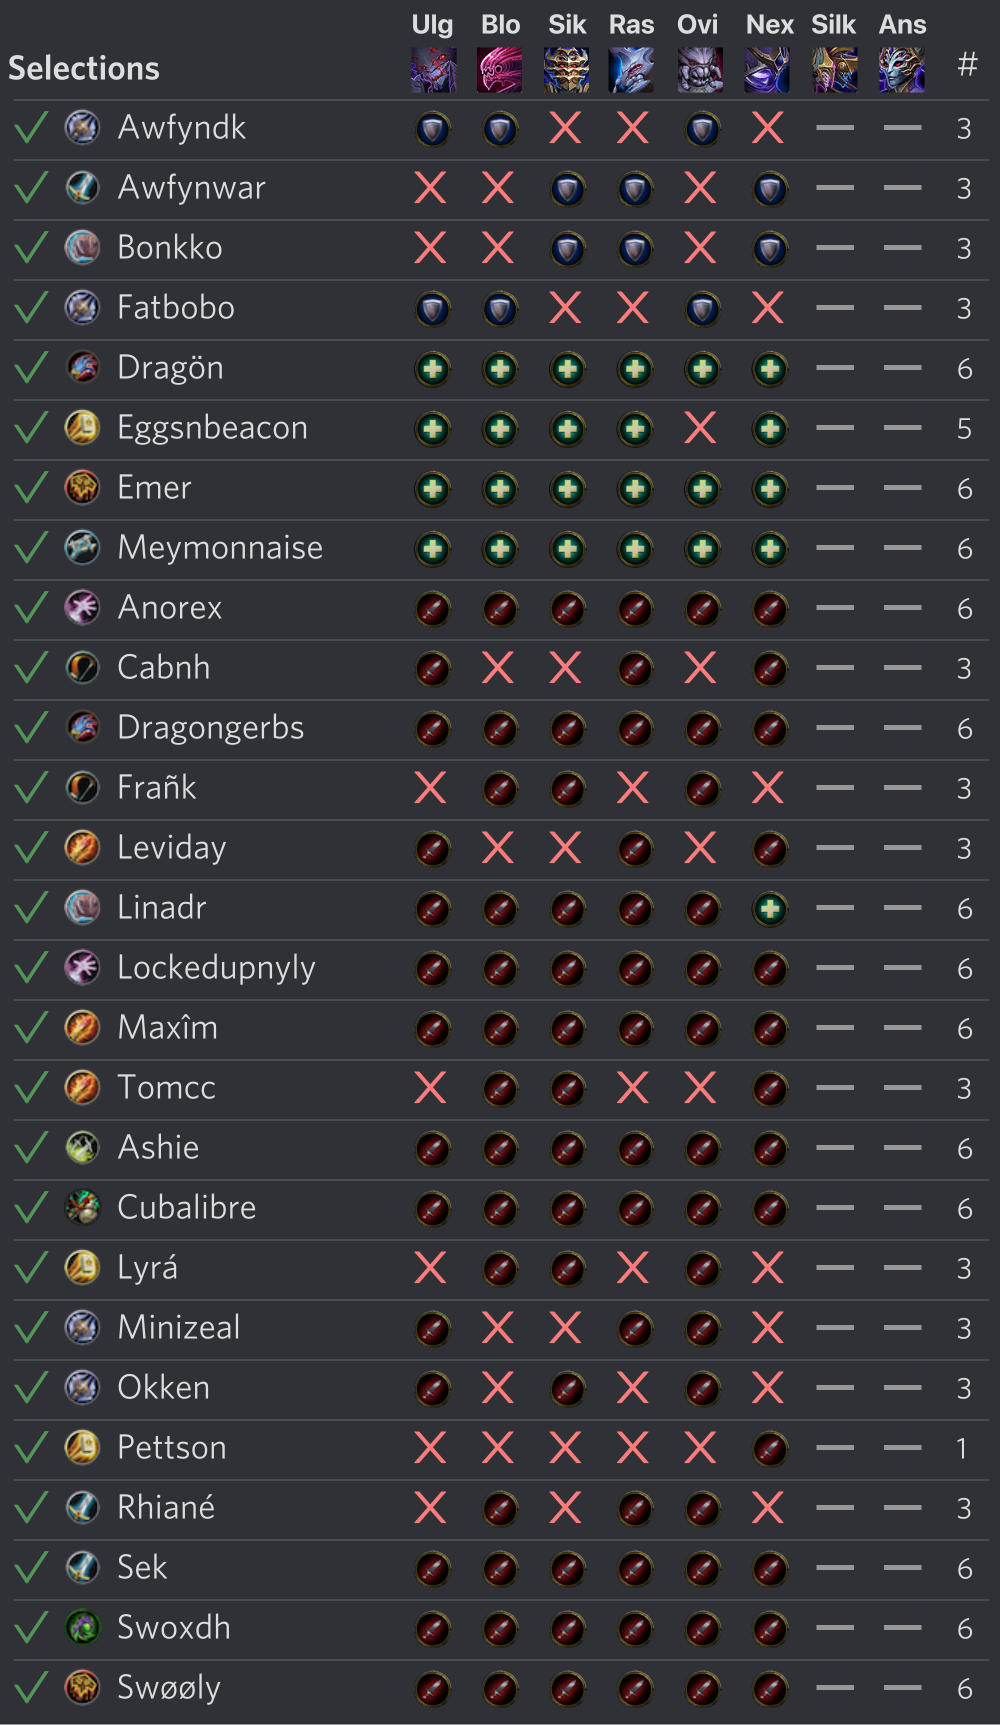 Ulg Blo Sik Ras Ovi Nex Silk Ans
Selections #
Awfyndk 3
Awfynwar 3
Bonkko 3
Fatbobo 3
Dragön 6
Eggsnbeacon 5
Emer 6
Meymonnaise 6
Anorex 6
Cabnh 3
Dragongerbs 6
Frañk 3
Leviday 3
Linadr 6
Lockedupnyly 6
Maxîm 6
Tomcc 3
Ashie 6
Cubalibre 6
Lyrá 3
Minizeal 3
Okken 3
Pettson 1
Rhiané 3
Sek 6
Swoxdh 6
Swøøly 6